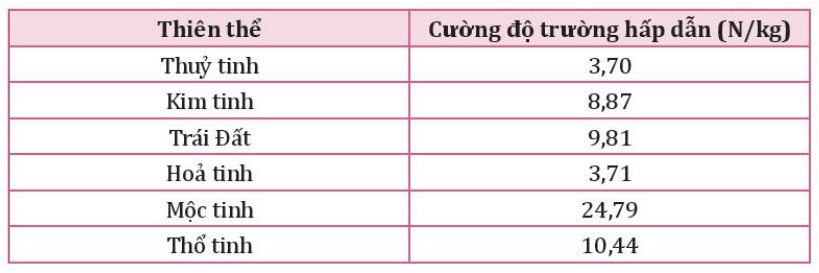 Thiên thể Cường độ trường hấp dẫn (N/kg)
Thuỷ tinh 3,70
Kim tinh 8,87
Trái Đất 9,81
Hoả tinh 3,71
Mộc tinh 24,79
Thổ tinh 10,44